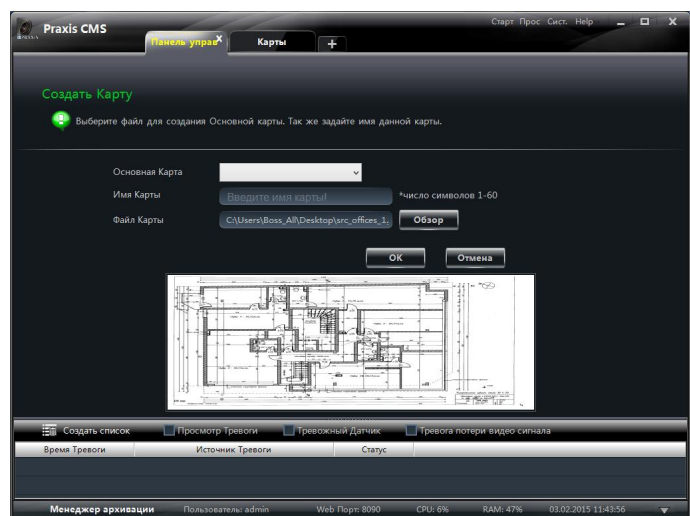 Praxis CMS
Старт Прос Сист. Help
PRAXIS
Панель управ X
Карты
+
Создать Карту
Выберите файл для создания Основной карты. Так же задайте имя данной карты.
Основная Карта
Имя Карты Введите имя карты! *число символов 1-60
Файл Карты C:\Users\Boss_All\Desktop\src_offices_1. Обзор
OK Отмена
Создать список Просмотр Тревоги Тревожный Датчик Тревога потери видео сигнала
Время Тревоги Источник Тревоги Статус
Менеджер архивации Пользователь: admin Web Порт: 8090 CPU: 6% RAM: 47% 03.02.2015 11:43:56